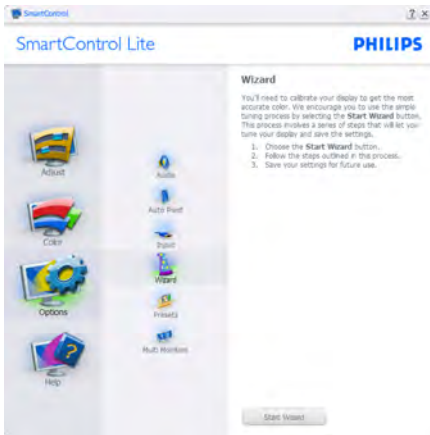 SmartControl
? ×
SmartControl Lite
PHILIPS
Wizard
You'll need to calibrate your display to get the most
accurate color. We encourage you to use the simple
tuning process by selecting the Start Wizard button.
This process involves a series of steps that will let you
tune your display and save the settings.
1. Choose the Start Wizard button.
2. Follow the steps outlined in the process.
3. Save your settings for future use.
Adjust
Color
Options
Help
Audio
Auto Pivot
Input
Wizard
Presets
Multi Monitors
Start Wizard